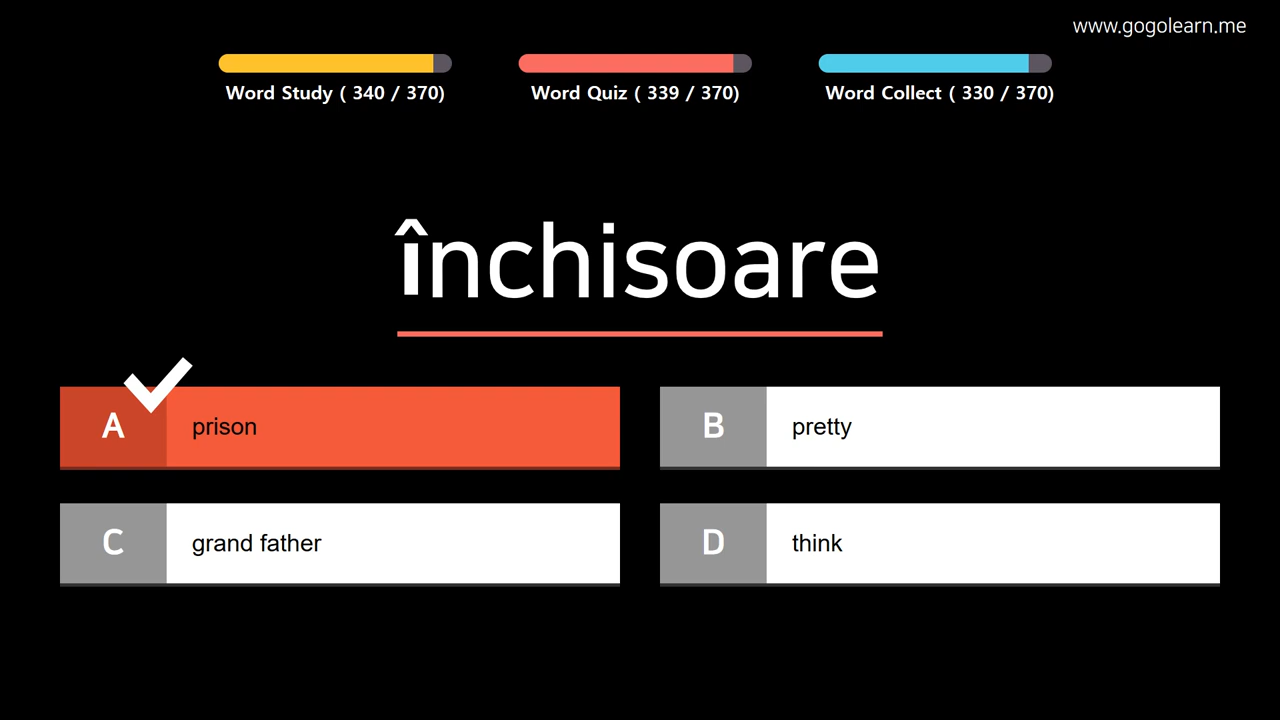 www.gogolearn.me
Word Study ( 340 / 370)
Word Quiz ( 339 / 370)
Word Collect ( 330 / 370)
închisoare
A prison
B pretty
C grand father
D think